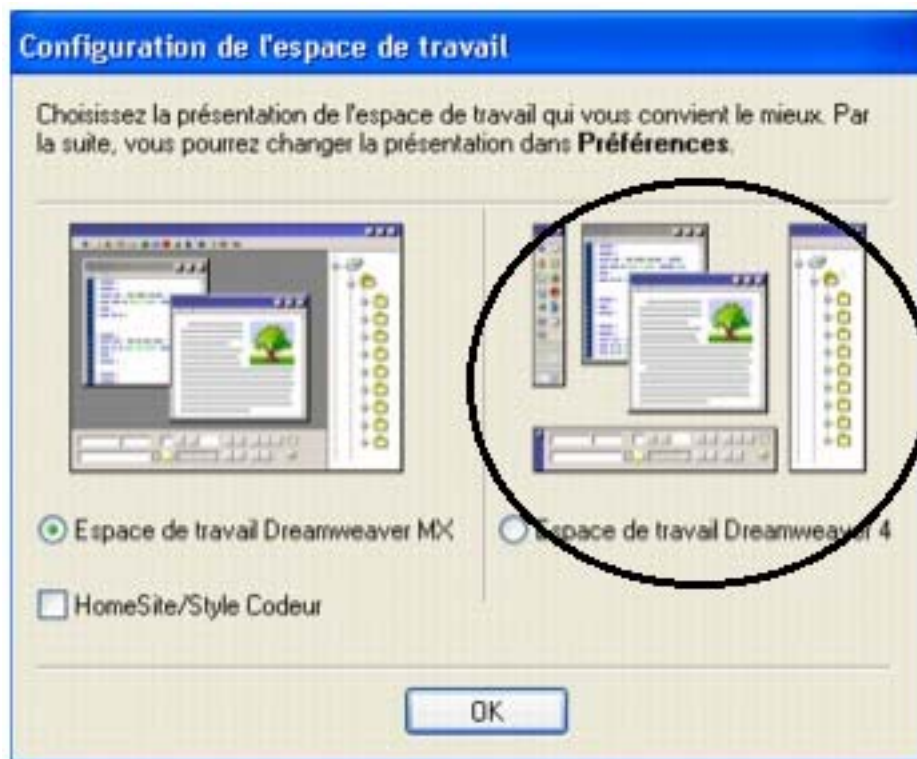 Configuration de l'espace de travail
Choisissez la présentation de l'espace de travail qui vous convient le mieux. Par
la suite, vous pourrez changer la présentation dans Préférences.
Espace de travail Dreamweaver MX
Espace de travail Dreamweaver 4
HomeSite/Style Codeur
OK